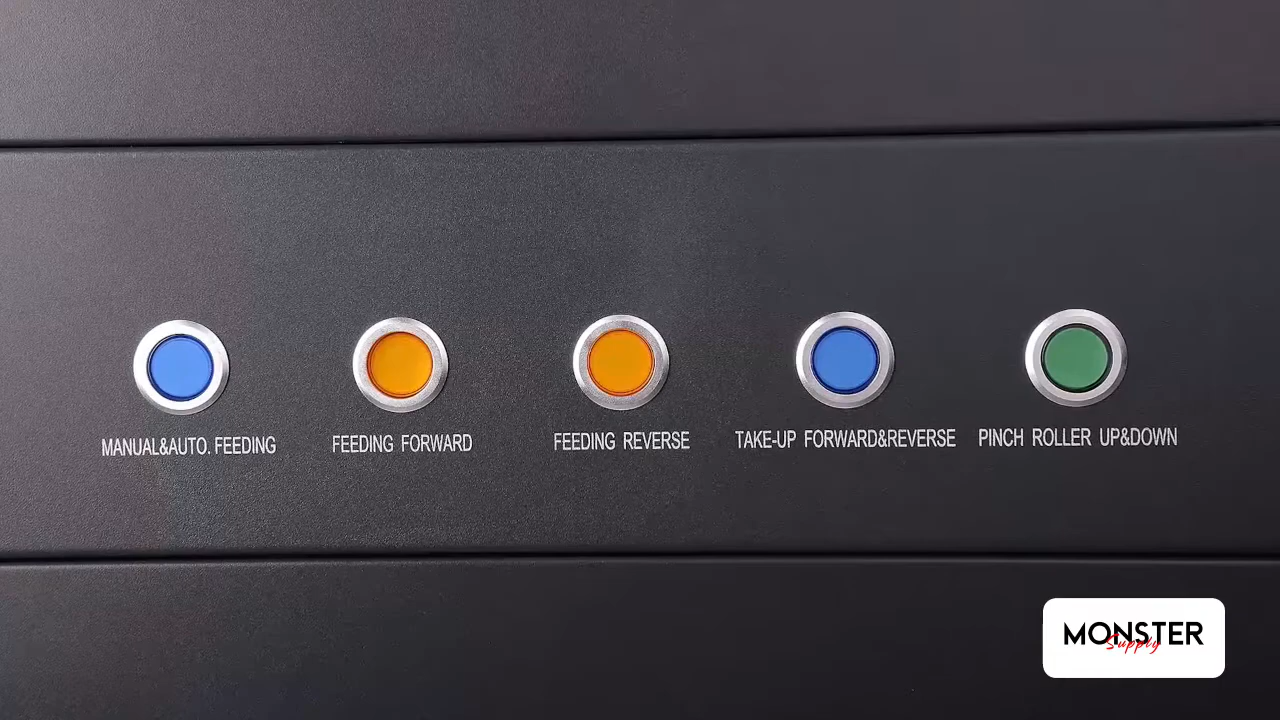 MANUAL&AUTO. FEEDING
FEEDING FORWARD
FEEDING REVERSE
TAKE-UP FORWARD&REVERSE
PINCH ROLLER UP&DOWN
MONSTER
Supply